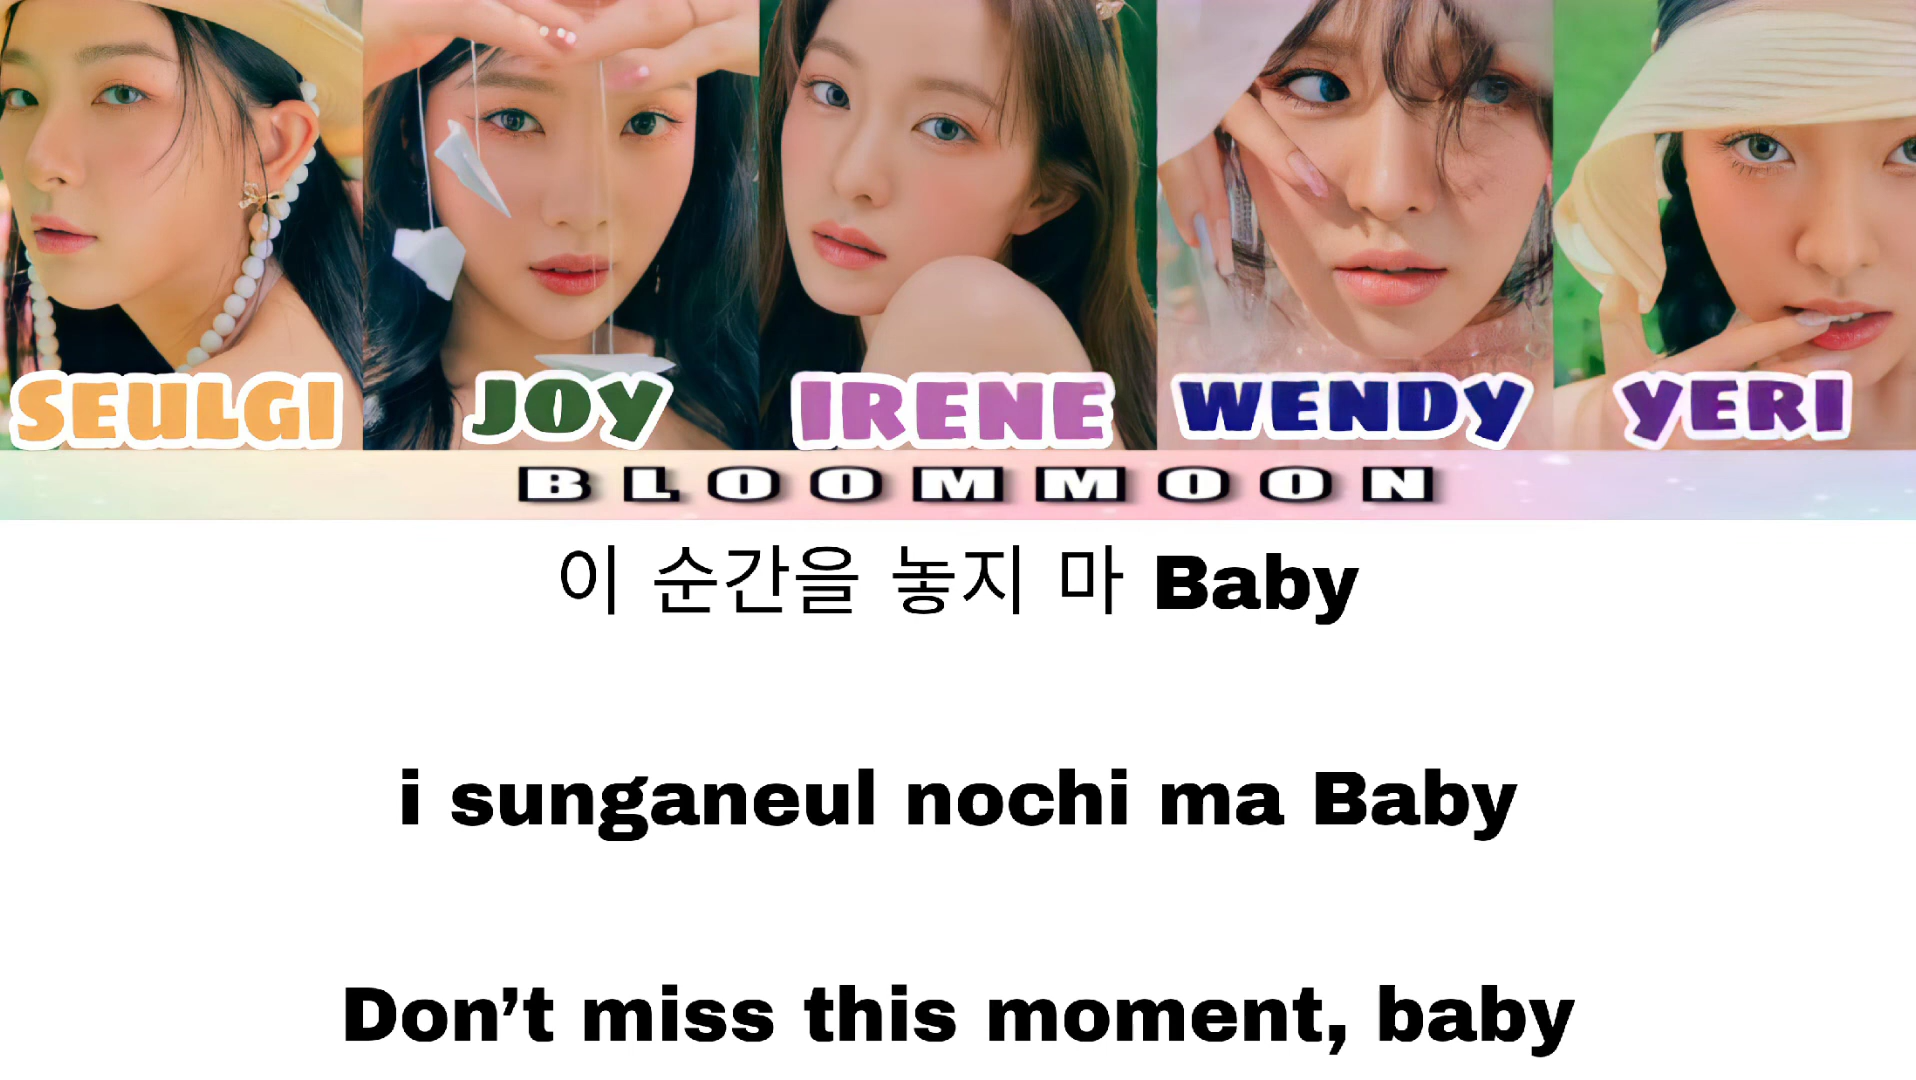 SEULGI JOY IRENE WENDY YERI
BLOOMMOON
이 순간을 놓지 마 Baby
i sunganeul nochi ma Baby
Don’t miss this moment, baby